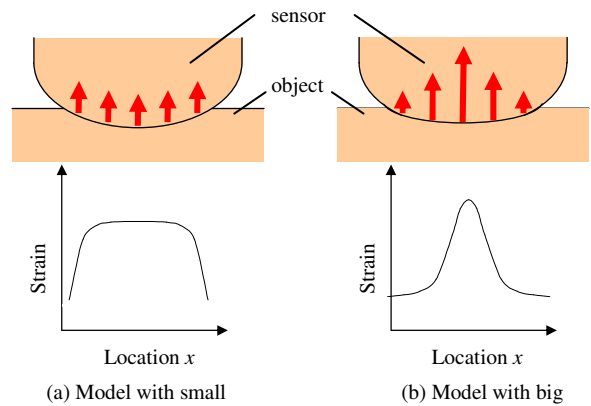 sensor
object
Strain
Location x
(a) Model with small
Strain
Location x
(b) Model with big